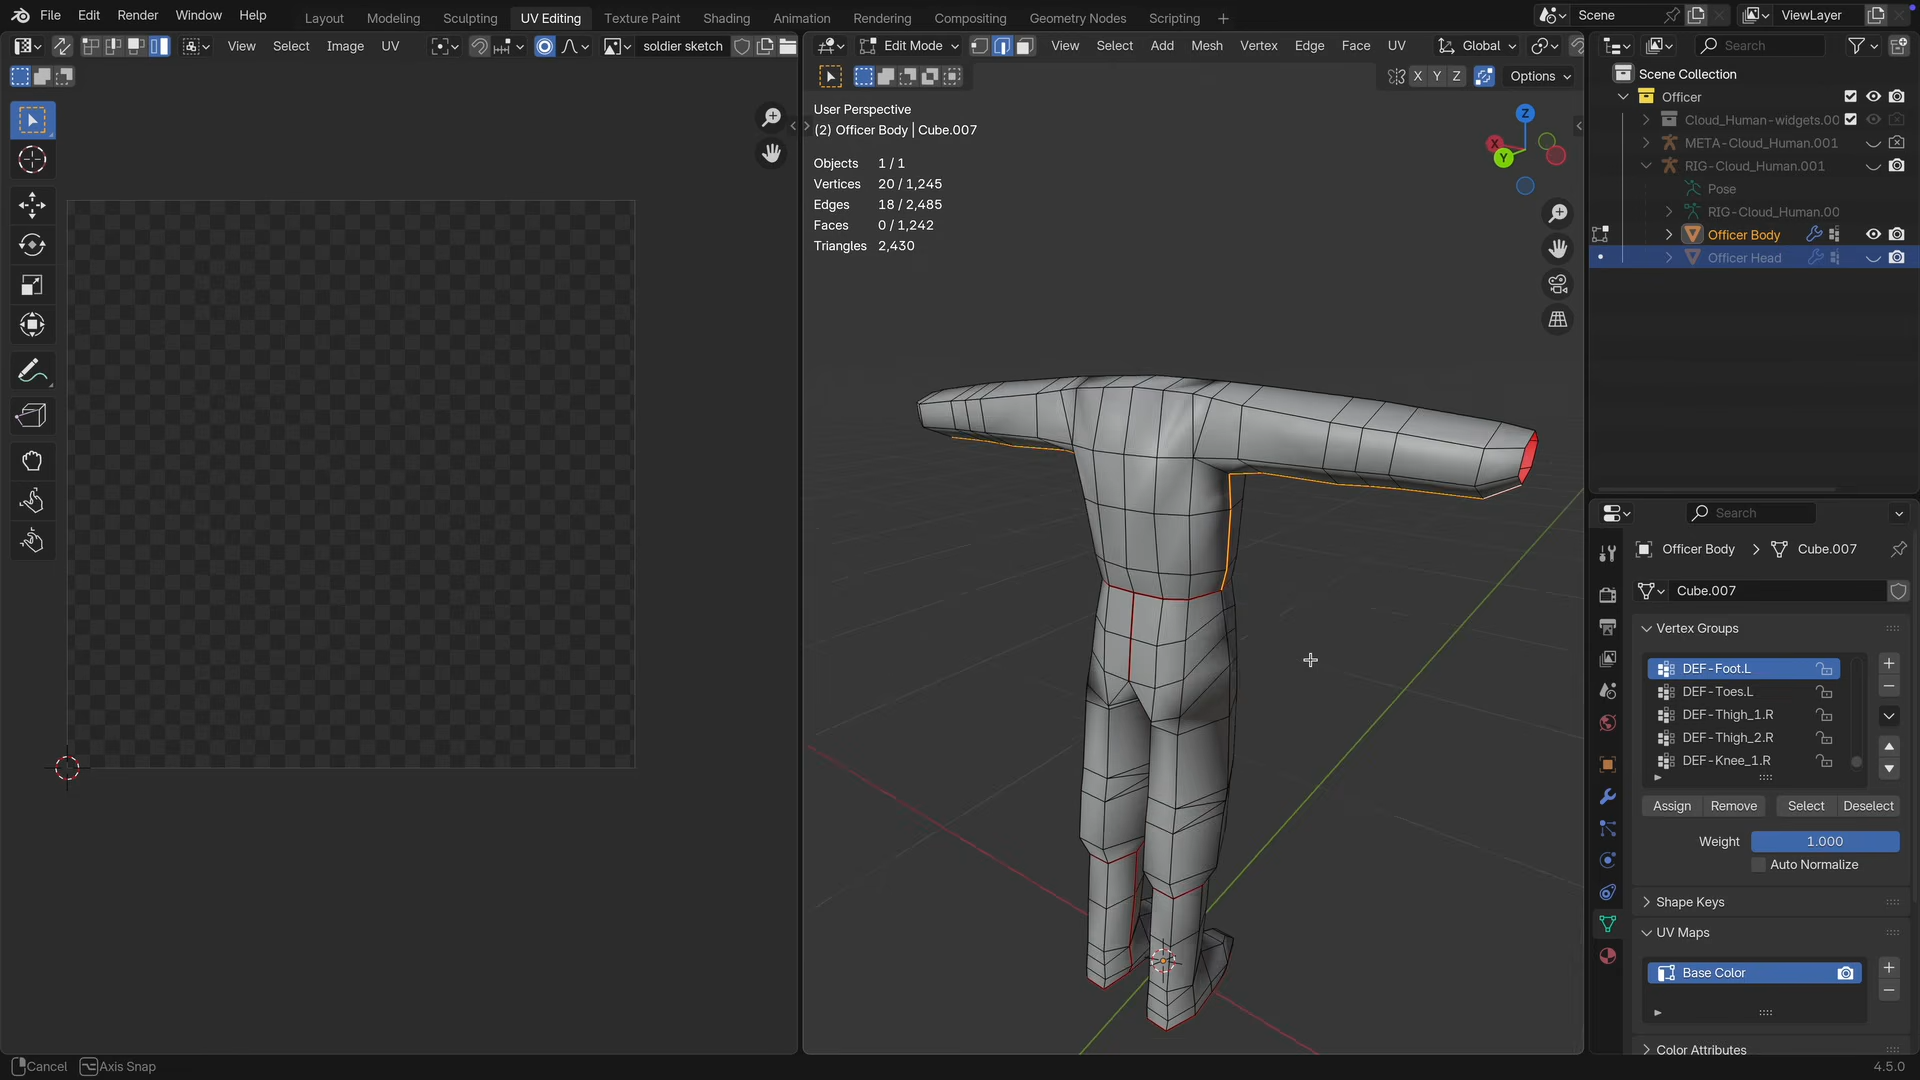 File Edit Render Window Help Layout Modeling Sculpting UV Editing Texture Paint Shading Animation Rendering Compositing Geometry Nodes Scripting Scene ViewLayer
View Select Image UV soldier sketch
Edit Mode View Select Add Mesh Vertex Edge Face UV Global
X Y Z Options
User Perspective
(2) Officer Body | Cube.007
Objects 1 / 1
Vertices 20 / 1,245
Edges 18 / 2,485
Faces 0 / 1,242
Triangles 2,430
Z
X
Y
Search
Scene Collection
Officer
Cloud_Human-widgets.00
META-Cloud_Human.001
RIG-Cloud_Human.001
Pose
RIG-Cloud_Human.00
Officer Body
Officer Head
Search
Officer Body > Cube.007
Cube.007
Vertex Groups
DEF-Foot.L
DEF-Toes.L
DEF-Thigh_1.R
DEF-Thigh_2.R
DEF-Knee_1.R
Assign Remove Select Deselect
Weight 1.000
Auto Normalize
Shape Keys
UV Maps
Base Color
Color Attributes
Cancel Axis Snap
4.5.0